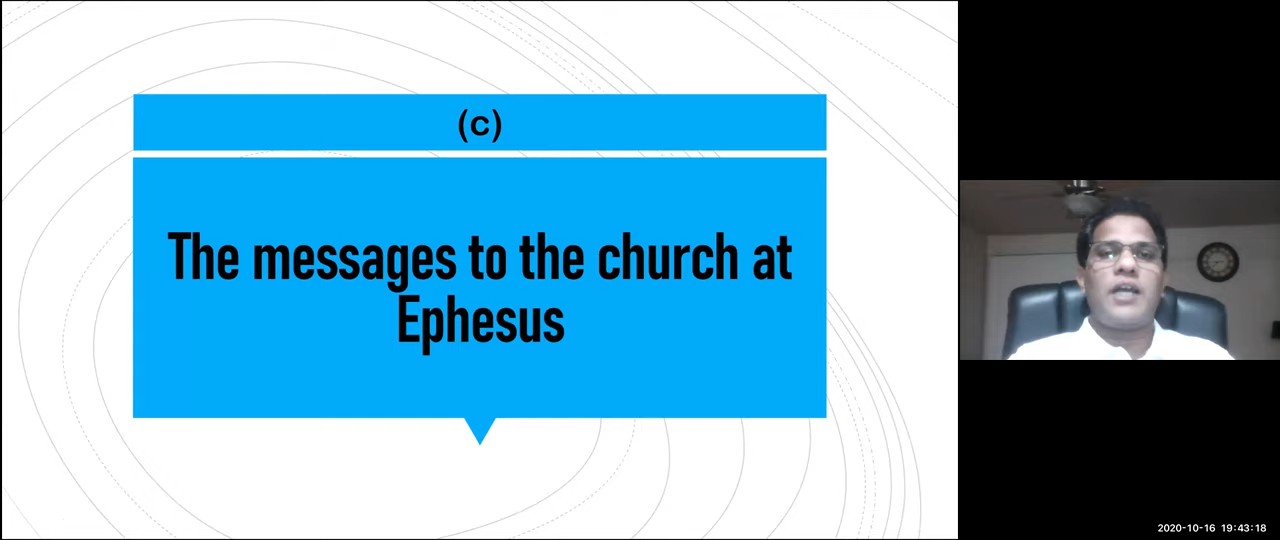 (c)
The messages to the church at
Ephesus
2020-10-16 19:43:18